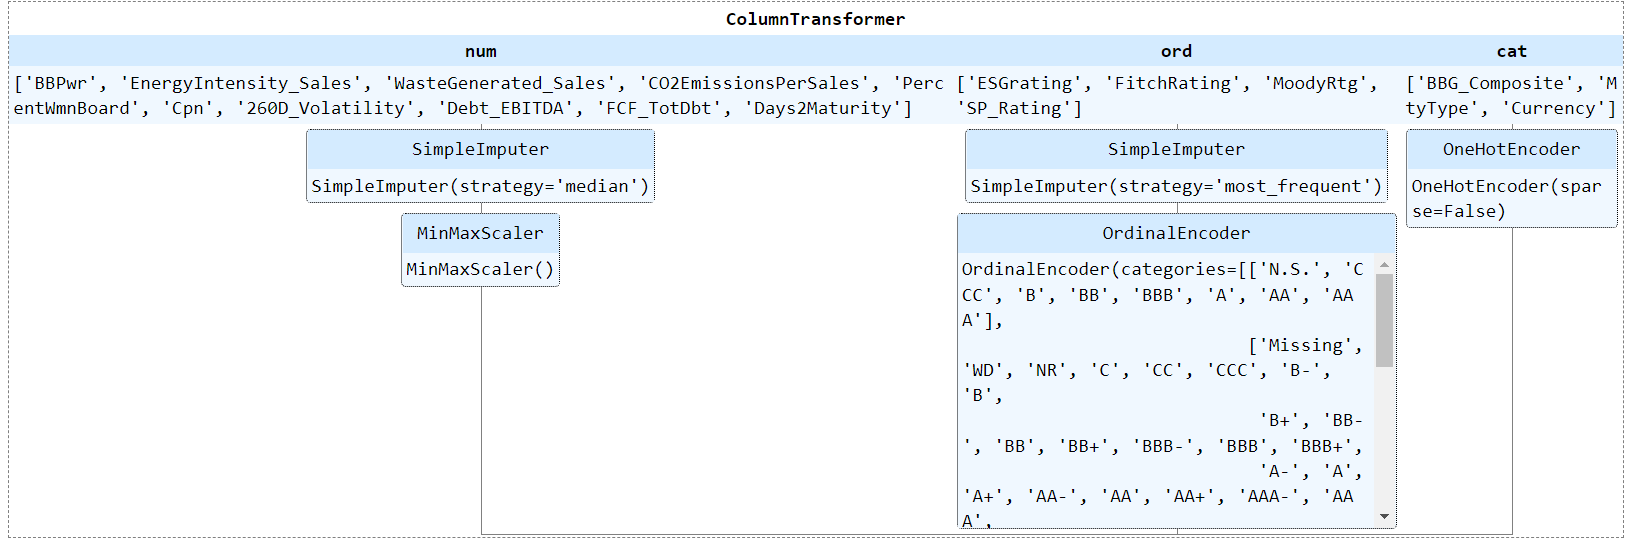 ColumnTransformer
num
['BBPwr', 'EnergyIntensity_Sales', 'WasteGenerated_Sales', 'CO2EmissionsPerSales', 'Perc
entWmnBoard', 'Cpn', '260D_Volatility', 'Debt_EBITDA', 'FCF_TotDbt', 'Days2Maturity']
SimpleImputer
SimpleImputer(strategy='median')
MinMaxScaler
MinMaxScaler()
ord
['ESGrating', 'FitchRating', 'MoodyRtg',
'SP_Rating']
SimpleImputer
SimpleImputer(strategy='most_frequent')
OrdinalEncoder
OrdinalEncoder(categories=[['N.S.', 'C
CC', 'B', 'BB', 'BBB', 'A', 'AA', 'AA
A'],
['Missing',
'WD', 'NR', 'C', 'CC', 'CCC', 'B-',
'B',
'B+', 'BB-
', 'BB', 'BB+', 'BBB-', 'BBB', 'BBB+',
'A-', 'A',
'A+', 'AA-', 'AA', 'AA+', 'AAA-', 'AA
A',
cat
['BBG_Composite', 'M
tyType', 'Currency']
OneHotEncoder
OneHotEncoder(spar
se=False)